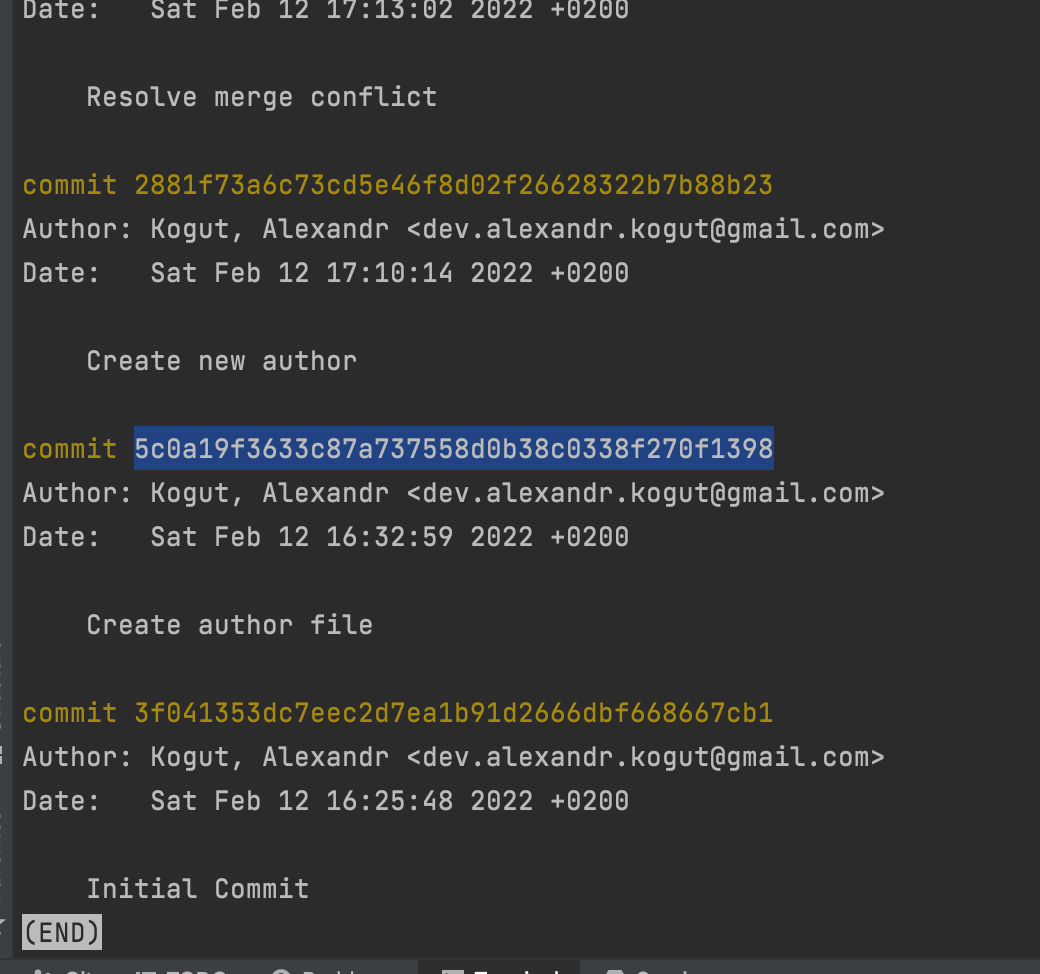 Date:   Sat Feb 12 17:13:02 2022 +0200
Resolve merge conflict
commit 2881f73a6c73cd5e46f8d02f26628322b7b88b23
Author: Kogut, Alexandr <dev.alexandr.kogut@gmail.com>
Date:   Sat Feb 12 17:10:14 2022 +0200
Create new author
commit 5c0a19f3633c87a737558d0b38c0338f270f1398
Author: Kogut, Alexandr <dev.alexandr.kogut@gmail.com>
Date:   Sat Feb 12 16:32:59 2022 +0200
Create author file
commit 3f041353dc7eec2d7ea1b91d2666dbf668667cb1
Author: Kogut, Alexandr <dev.alexandr.kogut@gmail.com>
Date:   Sat Feb 12 16:25:48 2022 +0200
Initial Commit
(END)